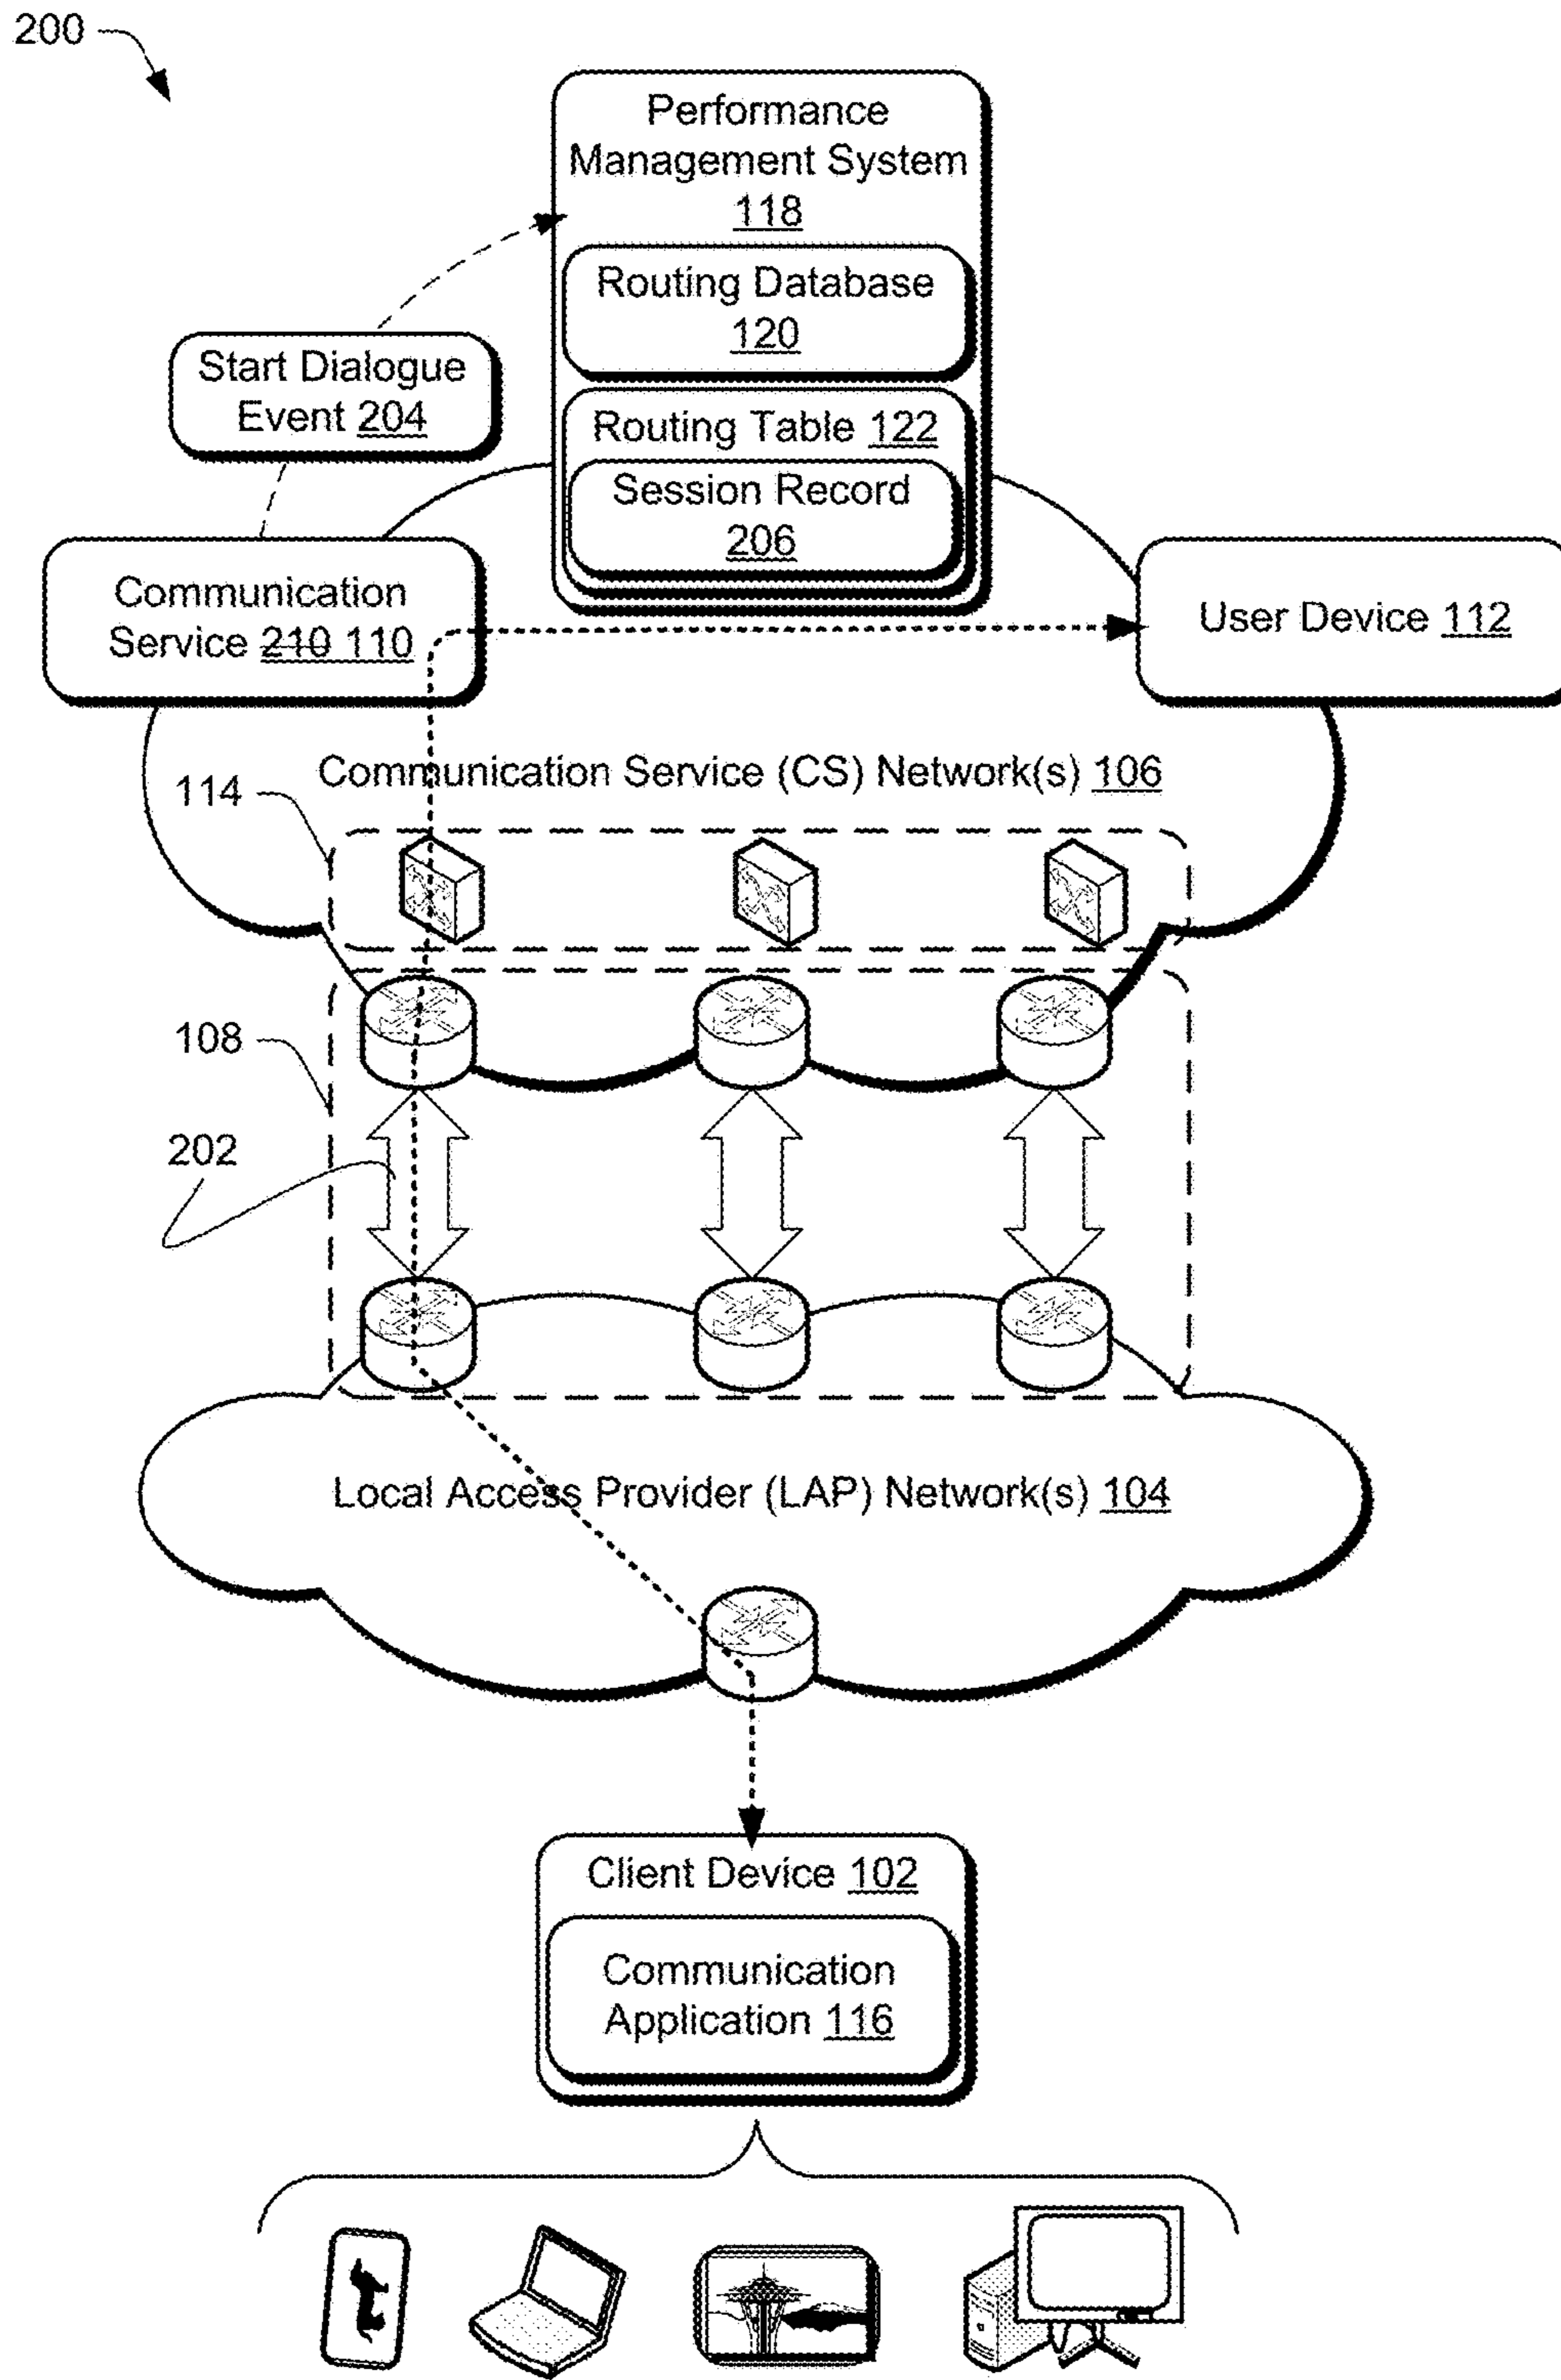 200
Performance
Management System
118
Routing Database
120
Start Dialogue
Event 204
Routing Table 122
Session Record
206
Communication
Service 210 110
User Device 112
Communication Service (CS) Network(s) 106
114
108
202
Local Access Provider (LAP) Network(s) 104
Client Device 102
Communication
Application 116